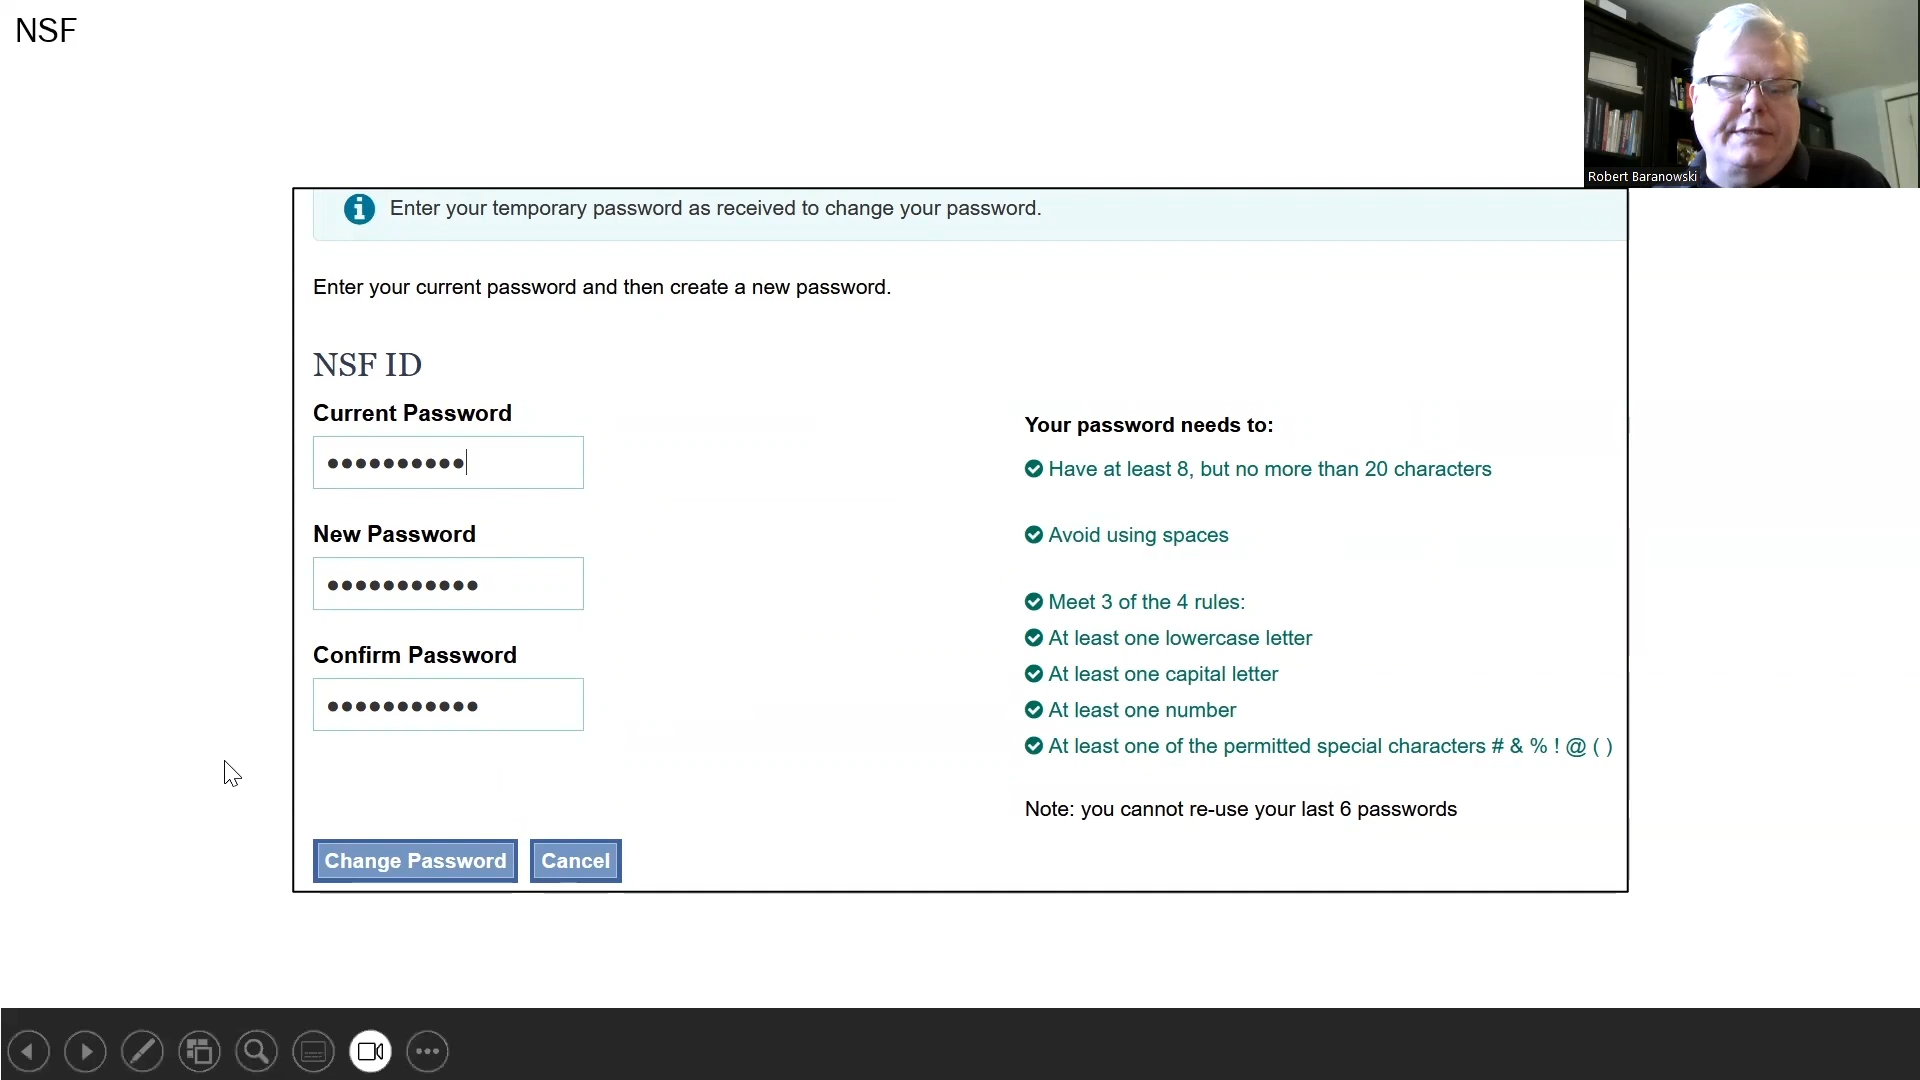 NSF
Robert Baranowski
Enter your temporary password as received to change your password.
Enter your current password and then create a new password.
NSF ID
Current Password
●●●●●●●●●●
New Password
●●●●●●●●●●●
Confirm Password
●●●●●●●●●●●
Change Password
Cancel
Your password needs to:
Have at least 8, but no more than 20 characters
Avoid using spaces
Meet 3 of the 4 rules:
At least one lowercase letter
At least one capital letter
At least one number
At least one of the permitted special characters # & % ! @ ( )
Note: you cannot re-use your last 6 passwords